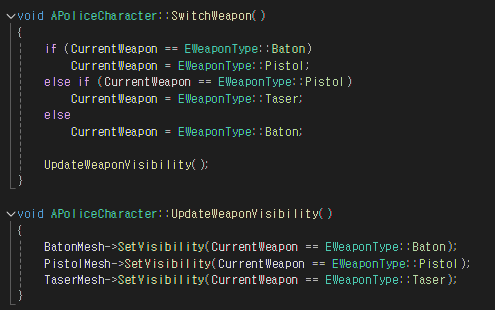 void APoliceCharacter::SwitchWeapon()
{
    if (CurrentWeapon == EWeaponType::Baton)
        CurrentWeapon = EWeaponType::Pistol;
    else if (CurrentWeapon == EWeaponType::Pistol)
        CurrentWeapon = EWeaponType::Taser;
    else
        CurrentWeapon = EWeaponType::Baton;

    UpdateWeaponVisibility();
}

void APoliceCharacter::UpdateWeaponVisibility()
{
    BatonMesh->SetVisibility(CurrentWeapon == EWeaponType::Baton);
    PistolMesh->SetVisibility(CurrentWeapon == EWeaponType::Pistol);
    TaserMesh->SetVisibility(CurrentWeapon == EWeaponType::Taser);
}